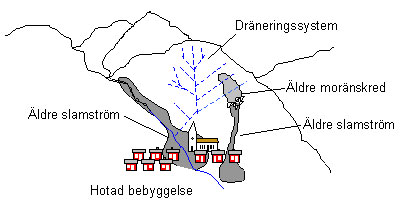 Dräneringssystem
Äldre moränskred
Äldre slamström
Äldre slamström
Hotad bebyggelse